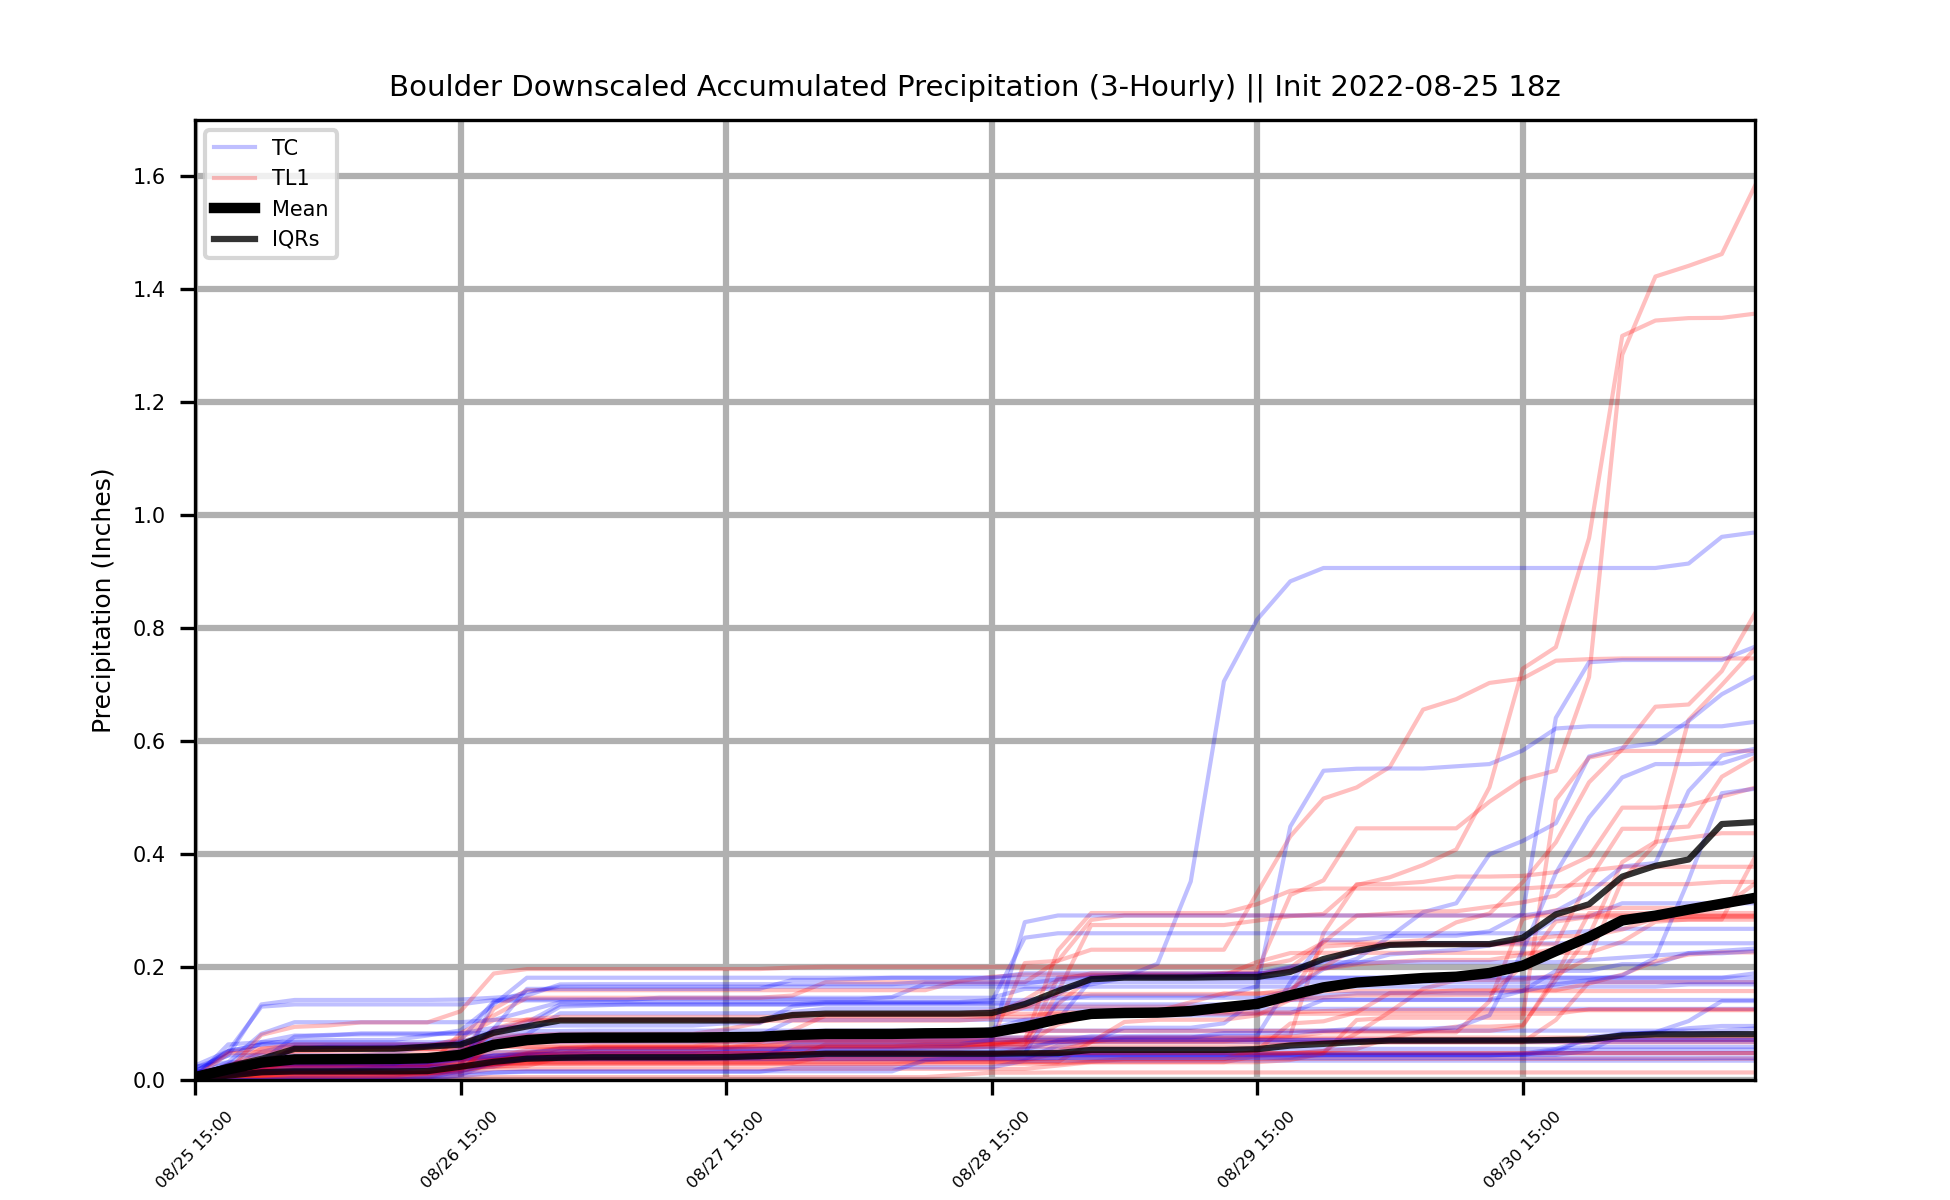 Boulder Downscaled Accumulated Precipitation (3-Hourly) || Init 2022-08-25 18z
TC
TL1
Mean
IQRs
1.6
1.4
1.2
1.0
0.8
0.6
0.4
0.2
0.0
Precipitation (Inches)
08/25 15:00
08/26 15:00
08/27 15:00
08/28 15:00
08/29 15:00
08/30 15:00